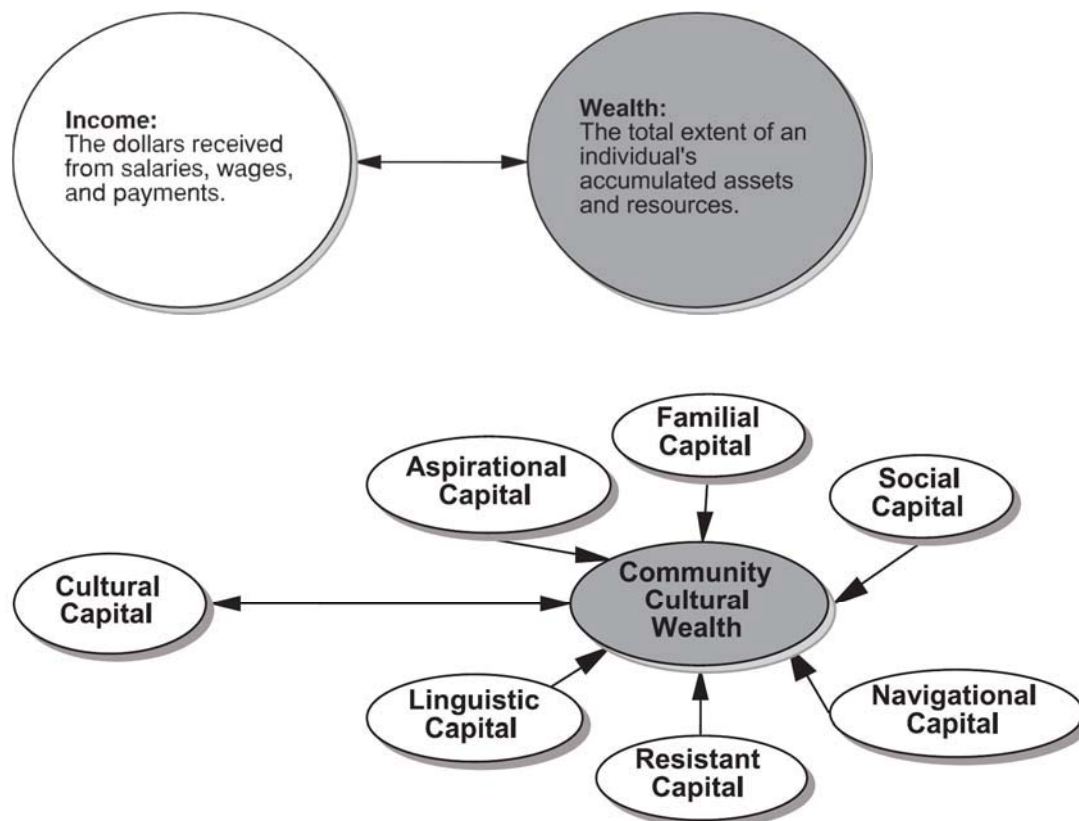 Income:
The dollars received
from salaries, wages,
and payments.
Wealth:
The total extent of an
individual's
accumulated assets
and resources.
Familial
Capital
Aspirational
Capital
Social
Capital
Cultural
Capital
Community
Cultural
Wealth
Linguistic
Capital
Navigational
Capital
Resistant
Capital